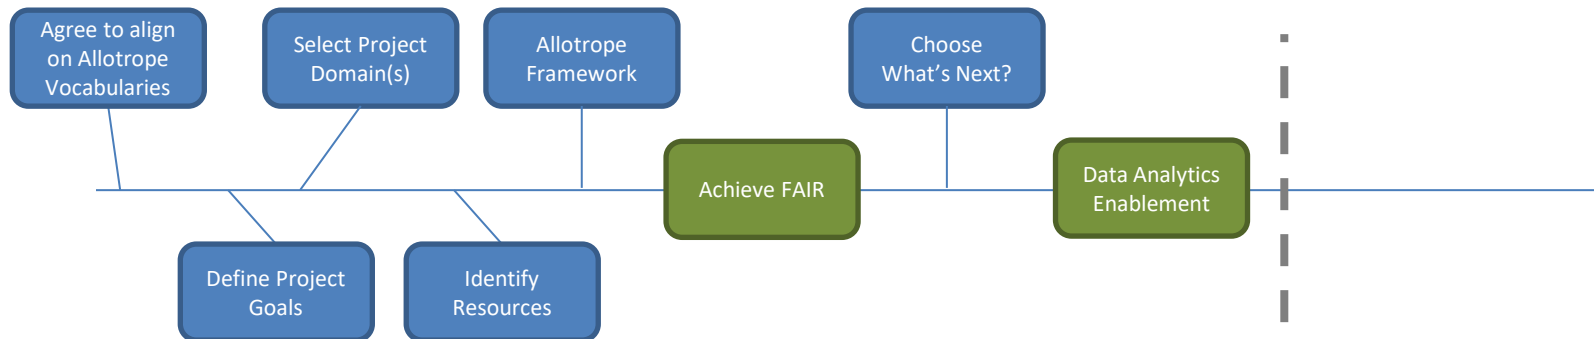 Agree to align
on Allotrope
Vocabularies
Select Project
Domain(s)
Allotrope
Framework
Choose
What’s Next?
Achieve FAIR
Data Analytics
Enablement
Define Project
Goals
Identify
Resources